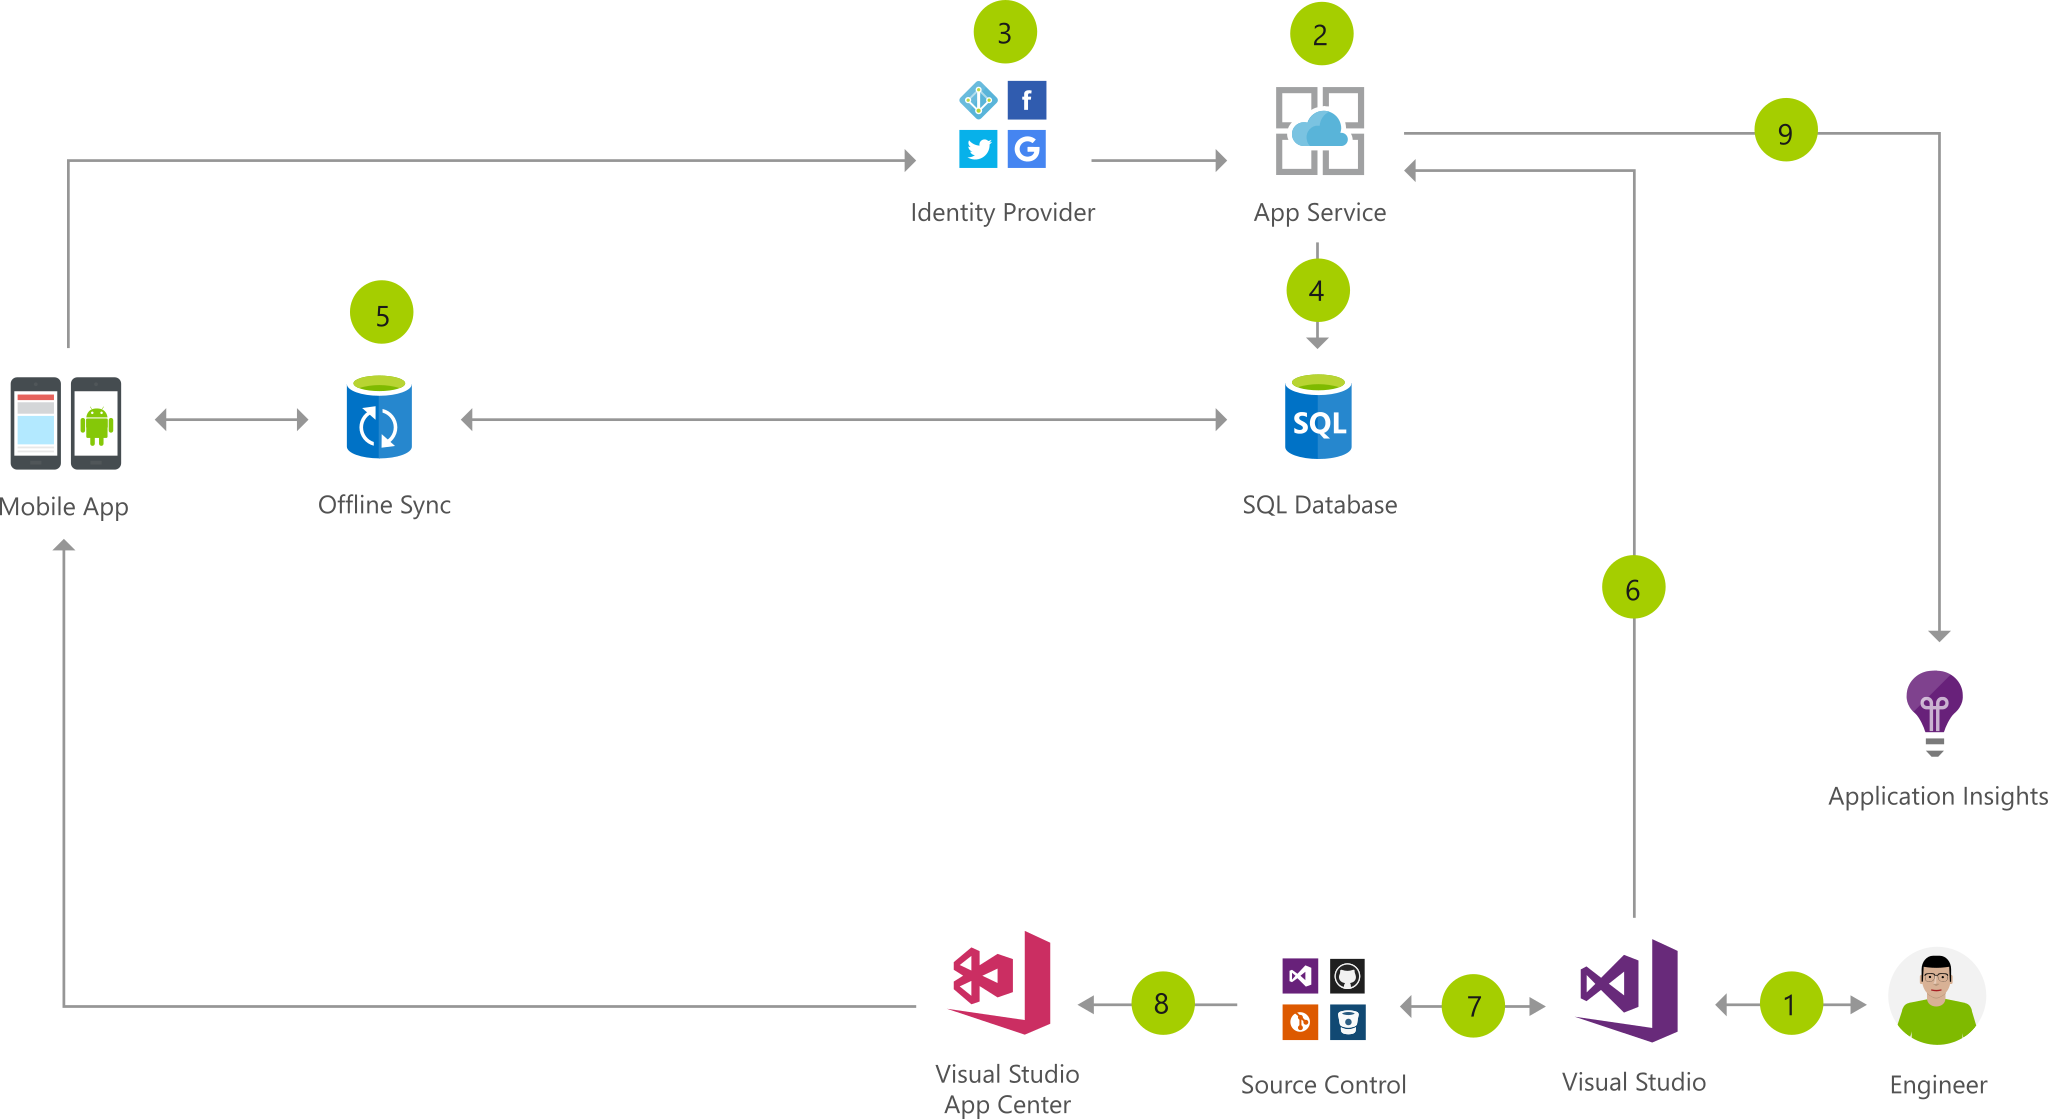 3
2
9
f
G
Identity Provider
App Service
4
5
SQL
Mobile App
Offline Sync
SQL Database
6
Application Insights
8
7
1
Visual Studio
App Center
Source Control
Visual Studio
Engineer